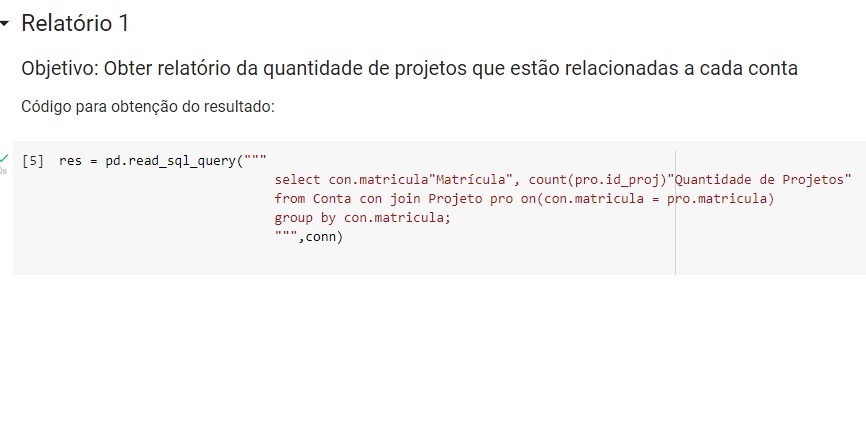 Relatório 1
Objetivo: Obter relatório da quantidade de projetos que estão relacionadas a cada conta
Código para obtenção do resultado:
[5] res = pd.read_sql_query("""
select con.matricula"Matrícula", count(pro.id_proj)"Quantidade de Projetos"
from Conta con join Projeto pro on(con.matricula = pro.matricula)
group by con.matricula;
""",conn)